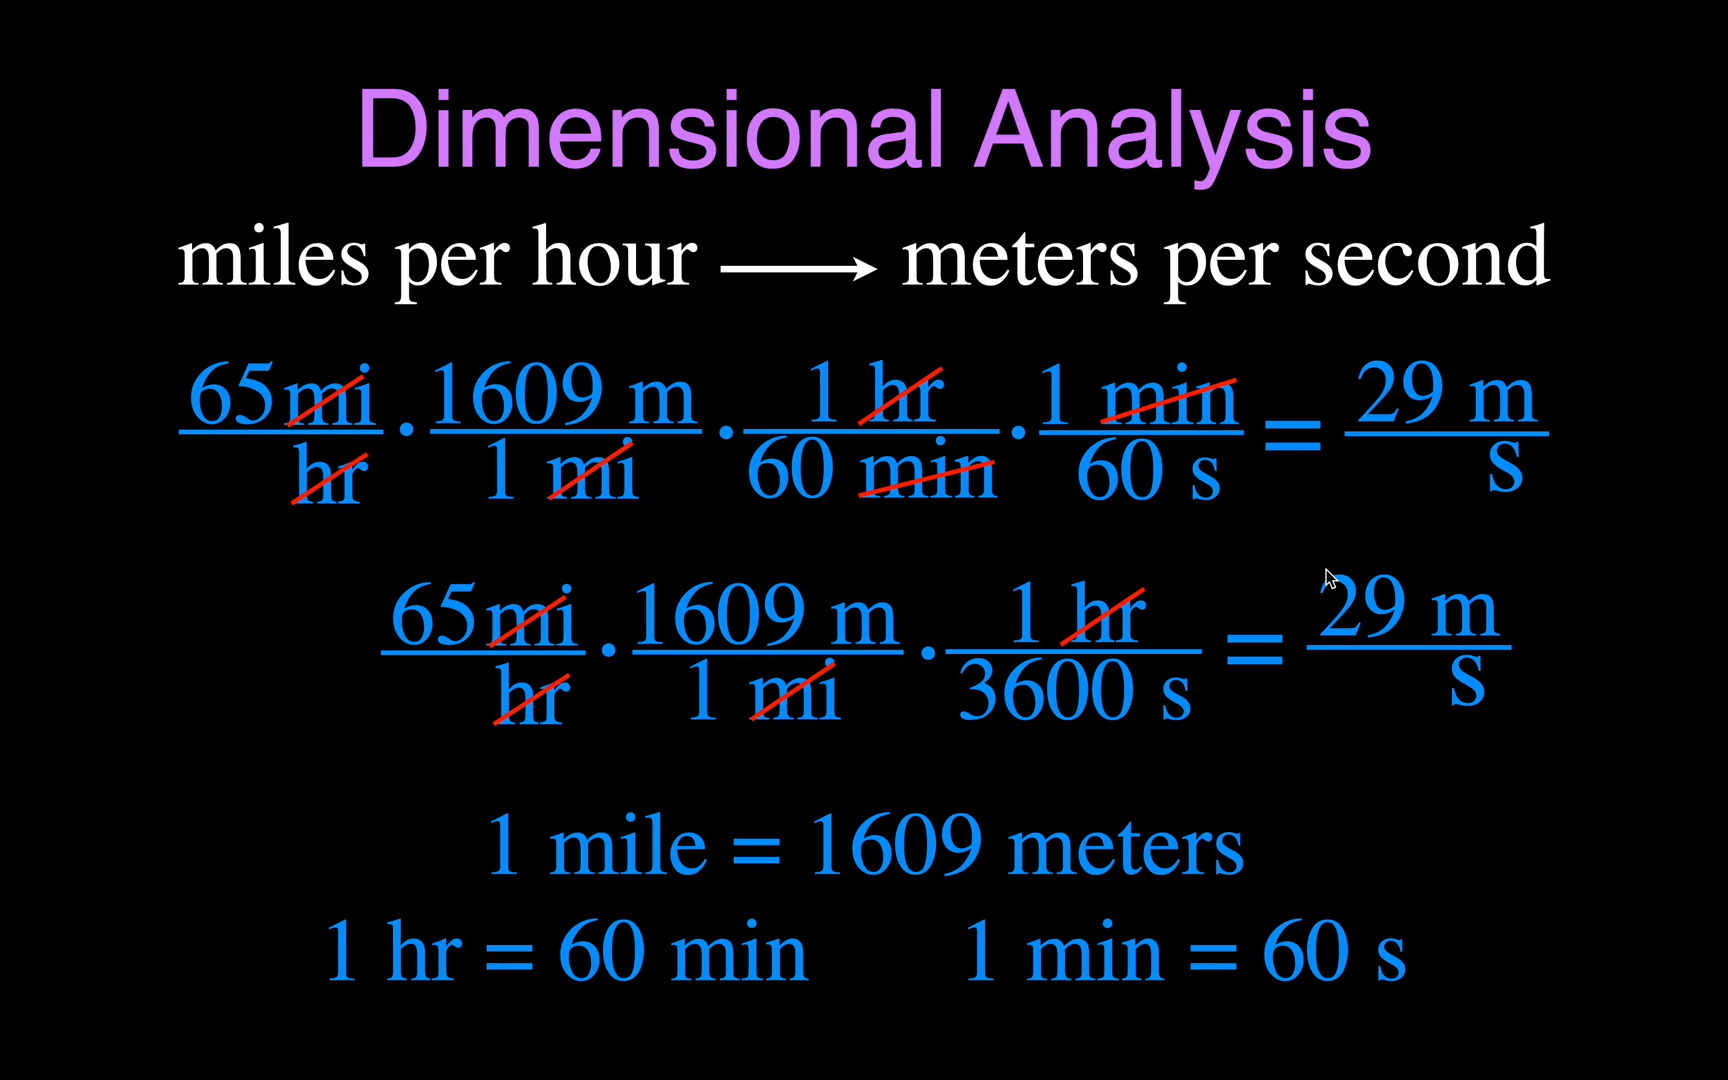 Dimensional Analysis
miles per hour ⟶ meters per second
65 mi/hr · 1609 m/1 mi · 1 hr/60 min · 1 min/60 s = 29 m/s
65 mi/hr · 1609 m/1 mi · 1 hr/3600 s = 29 m/s
1 mile = 1609 meters
1 hr = 60 min 1 min = 60 s